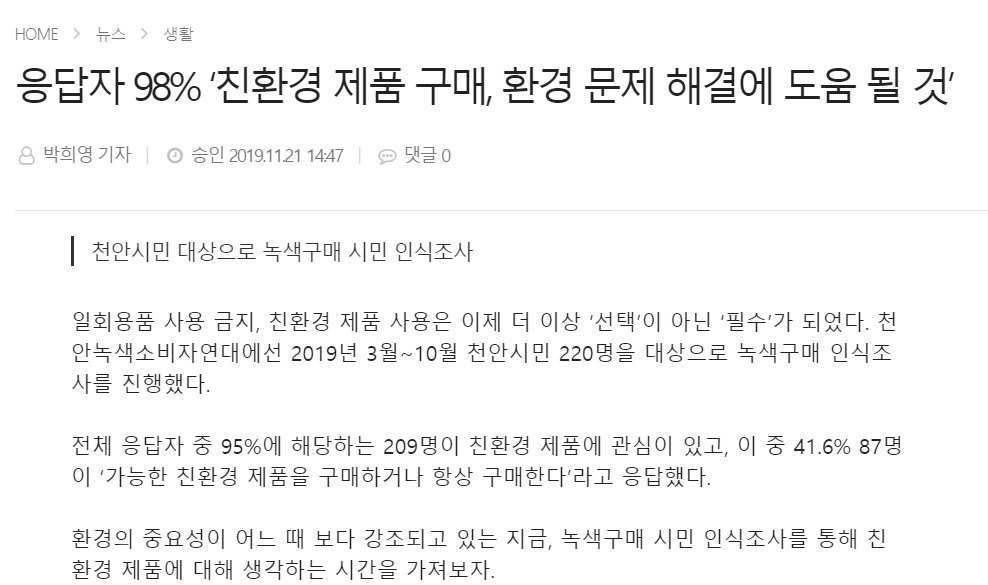 HOME > 뉴스 > 생활
응답자 98% ‘친환경 제품 구매, 환경 문제 해결에 도움 될 것’
박희영 기자 | 승인 2019.11.21 14:47 | 댓글 0
천안시민 대상으로 녹색구매 시민 인식조사
일회용품 사용 금지, 친환경 제품 사용은 이제 더 이상 ‘선택’이 아닌 ‘필수’가 되었다. 천
안녹색소비자연대에선 2019년 3월~10월 천안시민 220명을 대상으로 녹색구매 인식조
사를 진행했다.
전체 응답자 중 95%에 해당하는 209명이 친환경 제품에 관심이 있고, 이 중 41.6% 87명
이 ‘가능한 친환경 제품을 구매하거나 항상 구매한다’라고 응답했다.
환경의 중요성이 어느 때 보다 강조되고 있는 지금, 녹색구매 시민 인식조사를 통해 친
환경 제품에 대해 생각하는 시간을 가져보자.